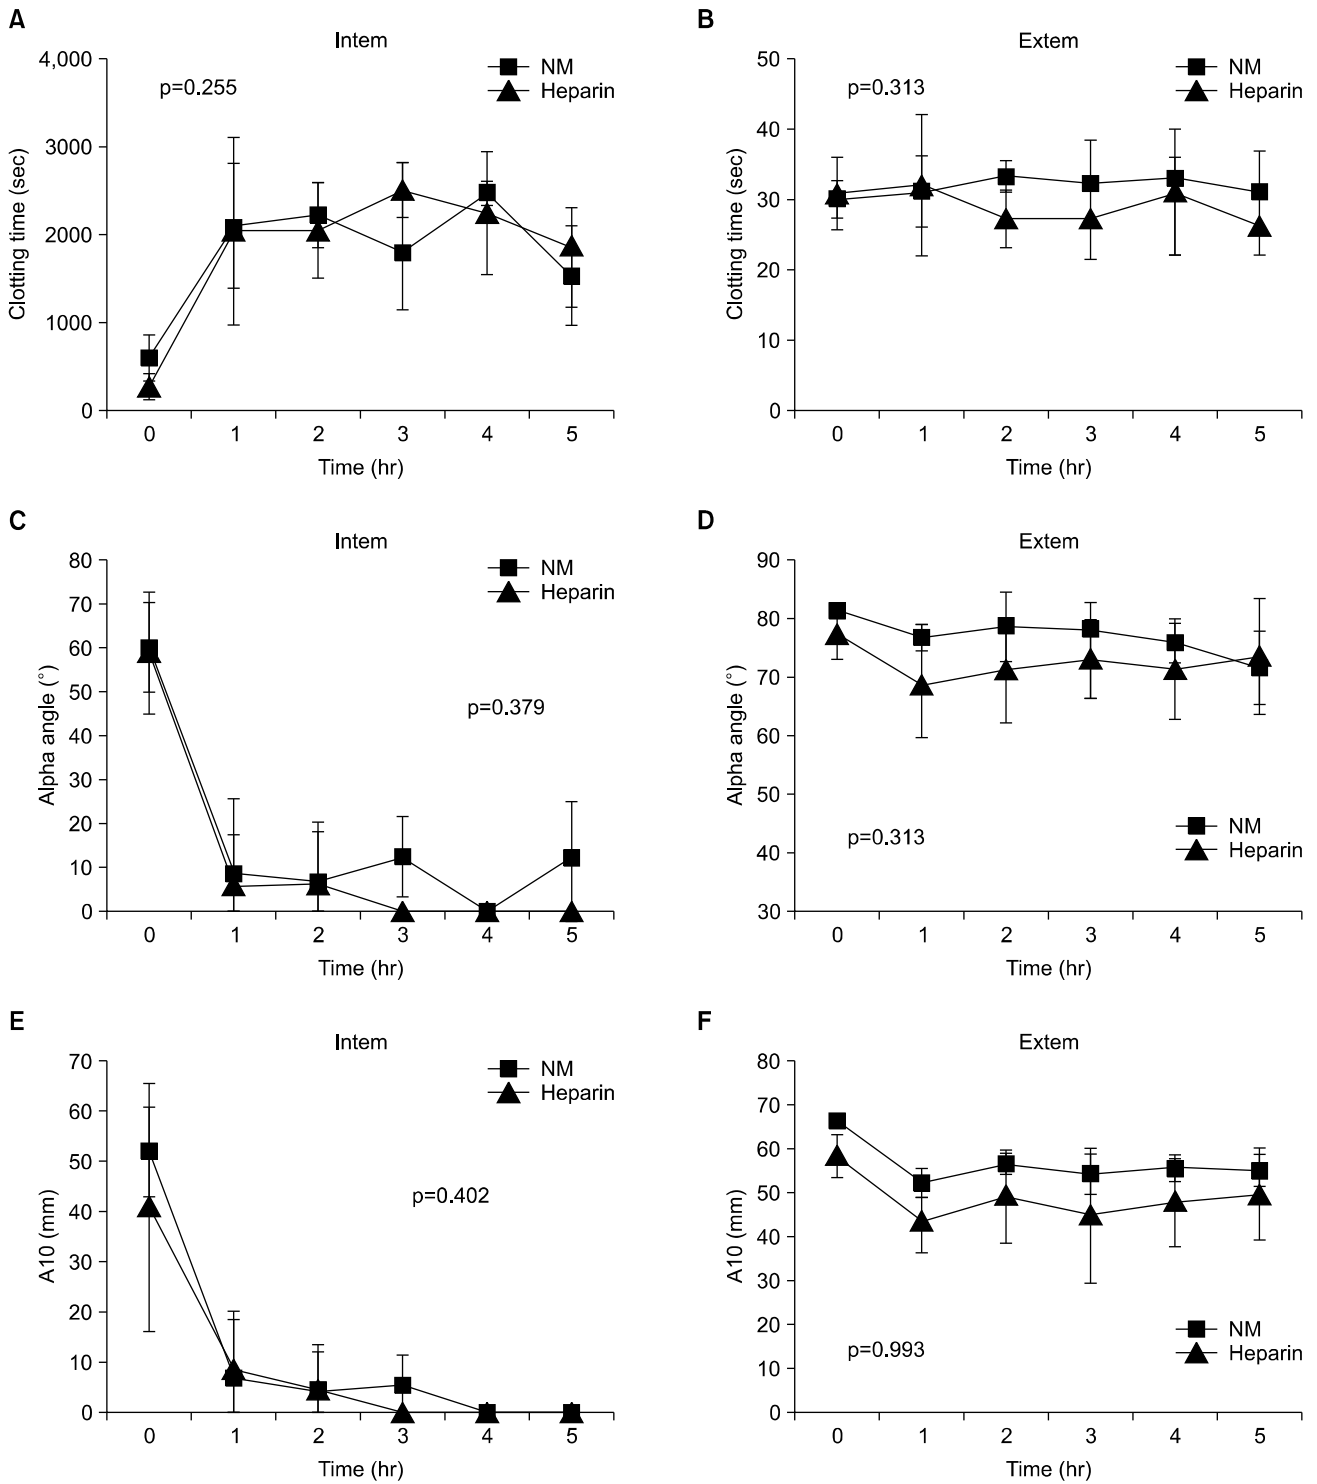 A
Intem
4,000
3000
2000
1000
0
Clotting time (sec)
p=0.255
NM
Heparin
0 1 2 3 4 5
Time (hr)
B
Extem
50
40
30
20
10
0
Clotting time (sec)
p=0.313
NM
Heparin
0 1 2 3 4 5
Time (hr)
C
Intem
80
70
60
50
40
30
20
10
0
Alpha angle (°)
NM
Heparin
p=0.379
0 1 2 3 4 5
Time (hr)
D
Extem
90
80
70
60
50
40
30
Alpha angle (°)
p=0.313
NM
Heparin
0 1 2 3 4 5
Time (hr)
E
Intem
70
60
50
40
30
20
10
0
A10 (mm)
NM
Heparin
p=0.402
0 1 2 3 4 5
Time (hr)
F
Extem
80
70
60
50
40
30
20
10
0
A10 (mm)
p=0.993
NM
Heparin
0 1 2 3 4 5
Time (hr)